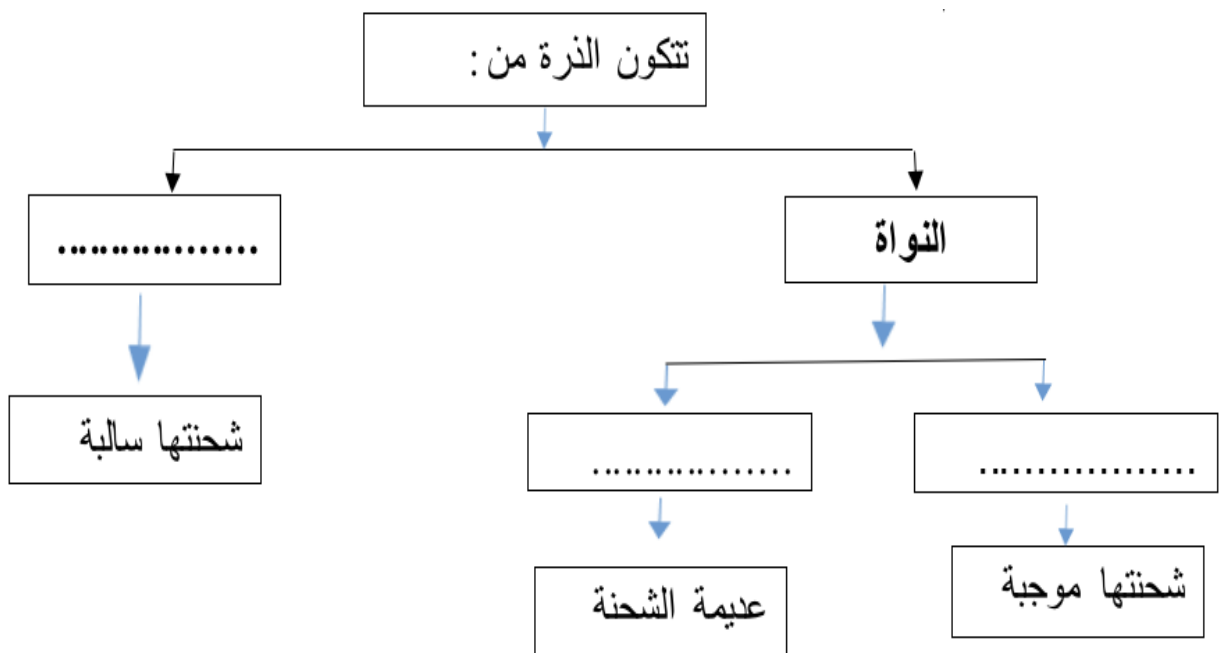 تتكون الذرة من :
النواة
..................
..................
..................
..................
شحنتها سالبة
شحنتها موجبة
عديمة الشحنة